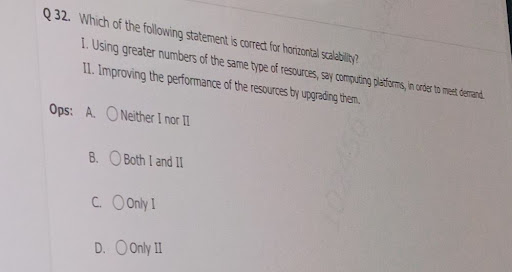 Q 32. Which of the following statement is correct for horizontal scalability?
I. Using greater numbers of the same type of resources, say computing platforms, in order to meet demand.
II. Improving the performance of the resources by upgrading them.
Ops: A. Neither I nor II
B. Both I and II
C. Only I
D. Only II